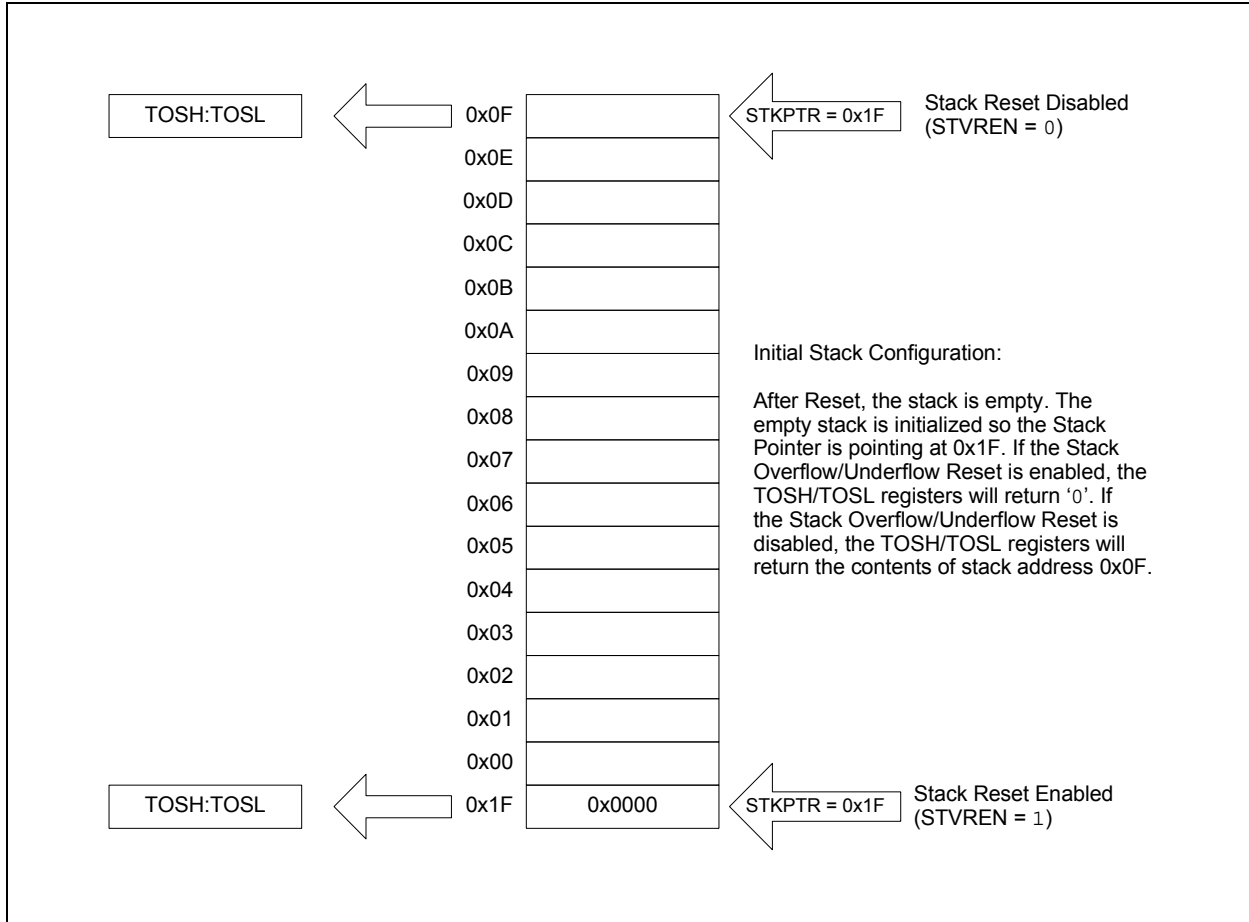 TOSH:TOSL 0x0F STKPTR = 0x1F Stack Reset Disabled
(STVREN = 0)
0x0E
0x0D
0x0C
0x0B
0x0A
0x09
0x08
0x07
0x06
0x05
0x04
0x03
0x02
0x01
0x00
Initial Stack Configuration:
After Reset, the stack is empty. The
empty stack is initialized so the Stack
Pointer is pointing at 0x1F. If the Stack
Overflow/Underflow Reset is enabled, the
TOSH/TOSL registers will return ‘0’. If
the Stack Overflow/Underflow Reset is
disabled, the TOSH/TOSL registers will
return the contents of stack address 0x0F.
TOSH:TOSL 0x1F 0x0000 STKPTR = 0x1F Stack Reset Enabled
(STVREN = 1)